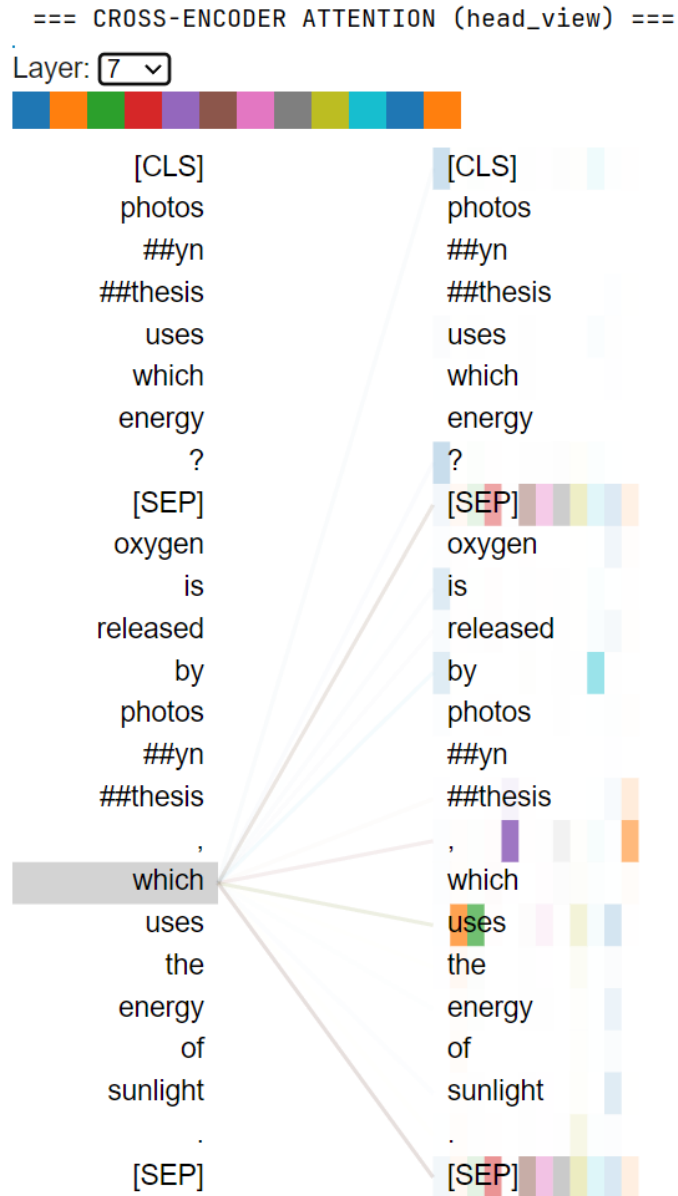 === CROSS-ENCODER ATTENTION (head_view) ===
Layer: 7
[CLS] [CLS]
photos photos
##yn ##yn
##thesis ##thesis
uses uses
which which
energy energy
? ?
[SEP] [SEP]
oxygen oxygen
is is
released released
by by
photos photos
##yn ##yn
##thesis ##thesis
, ,
which which
uses uses
the the
energy energy
of of
sunlight sunlight
. .
[SEP] [SEP]